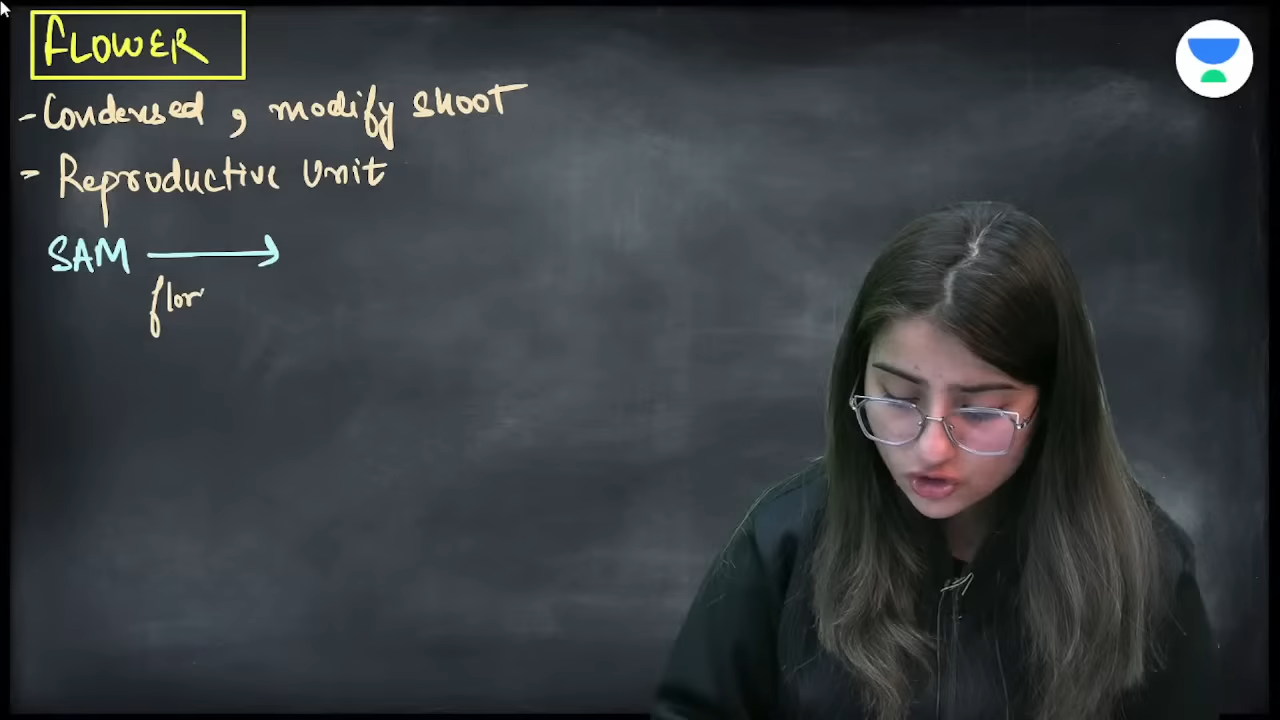 FLOWER
- Condensed, modify shoot
- Reproductive Unit
SAM →
flor